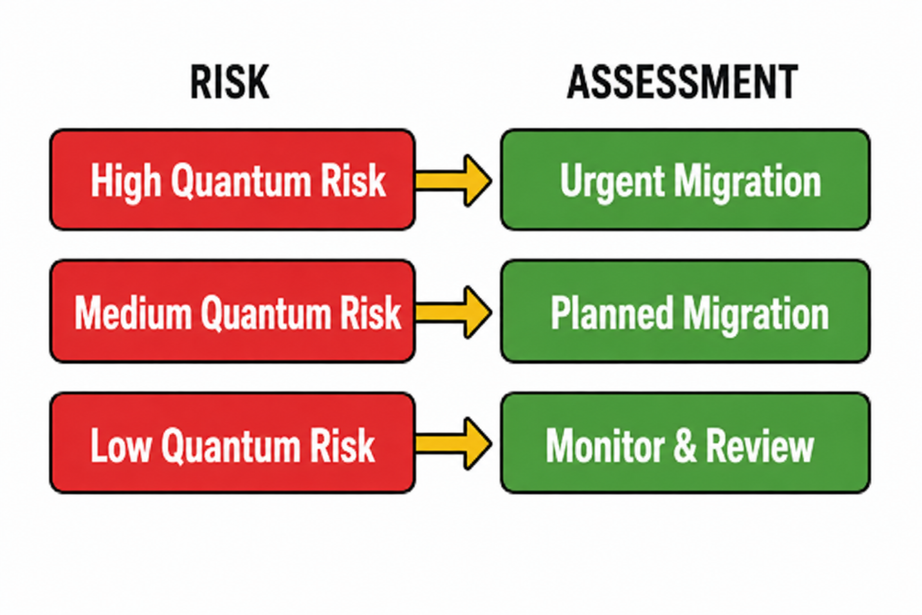 RISK
ASSESSMENT
High Quantum Risk
Urgent Migration
Medium Quantum Risk
Planned Migration
Low Quantum Risk
Monitor & Review